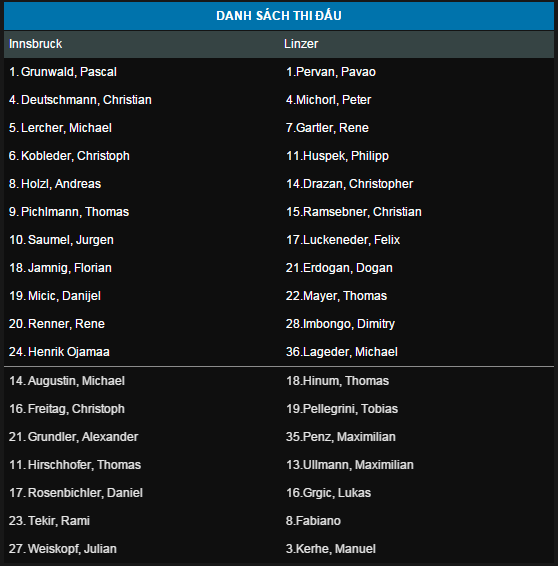 DANH SÁCH THI ĐẤU
Innsbruck Linzer
1. Grunwald, Pascal 1.Pervan, Pavao
4. Deutschmann, Christian 4.Michorl, Peter
5. Lercher, Michael 7.Gartler, Rene
6. Kobleder, Christoph 11.Huspek, Philipp
8. Holzl, Andreas 14.Drazan, Christopher
9. Pichlmann, Thomas 15.Ramsebner, Christian
10. Saumel, Jurgen 17.Luckeneder, Felix
18. Jamnig, Florian 21.Erdogan, Dogan
19. Micic, Danijel 22.Mayer, Thomas
20. Renner, Rene 28.Imbongo, Dimitry
24. Henrik Ojamaa 36.Lageder, Michael
14. Augustin, Michael 18.Hinum, Thomas
16. Freitag, Christoph 19.Pellegrini, Tobias
21. Grundler, Alexander 35.Penz, Maximilian
11. Hirschhofer, Thomas 13.Ullmann, Maximilian
17. Rosenbichler, Daniel 16.Grgic, Lukas
23. Tekir, Rami 8.Fabiano
27. Weiskopf, Julian 3.Kerhe, Manuel